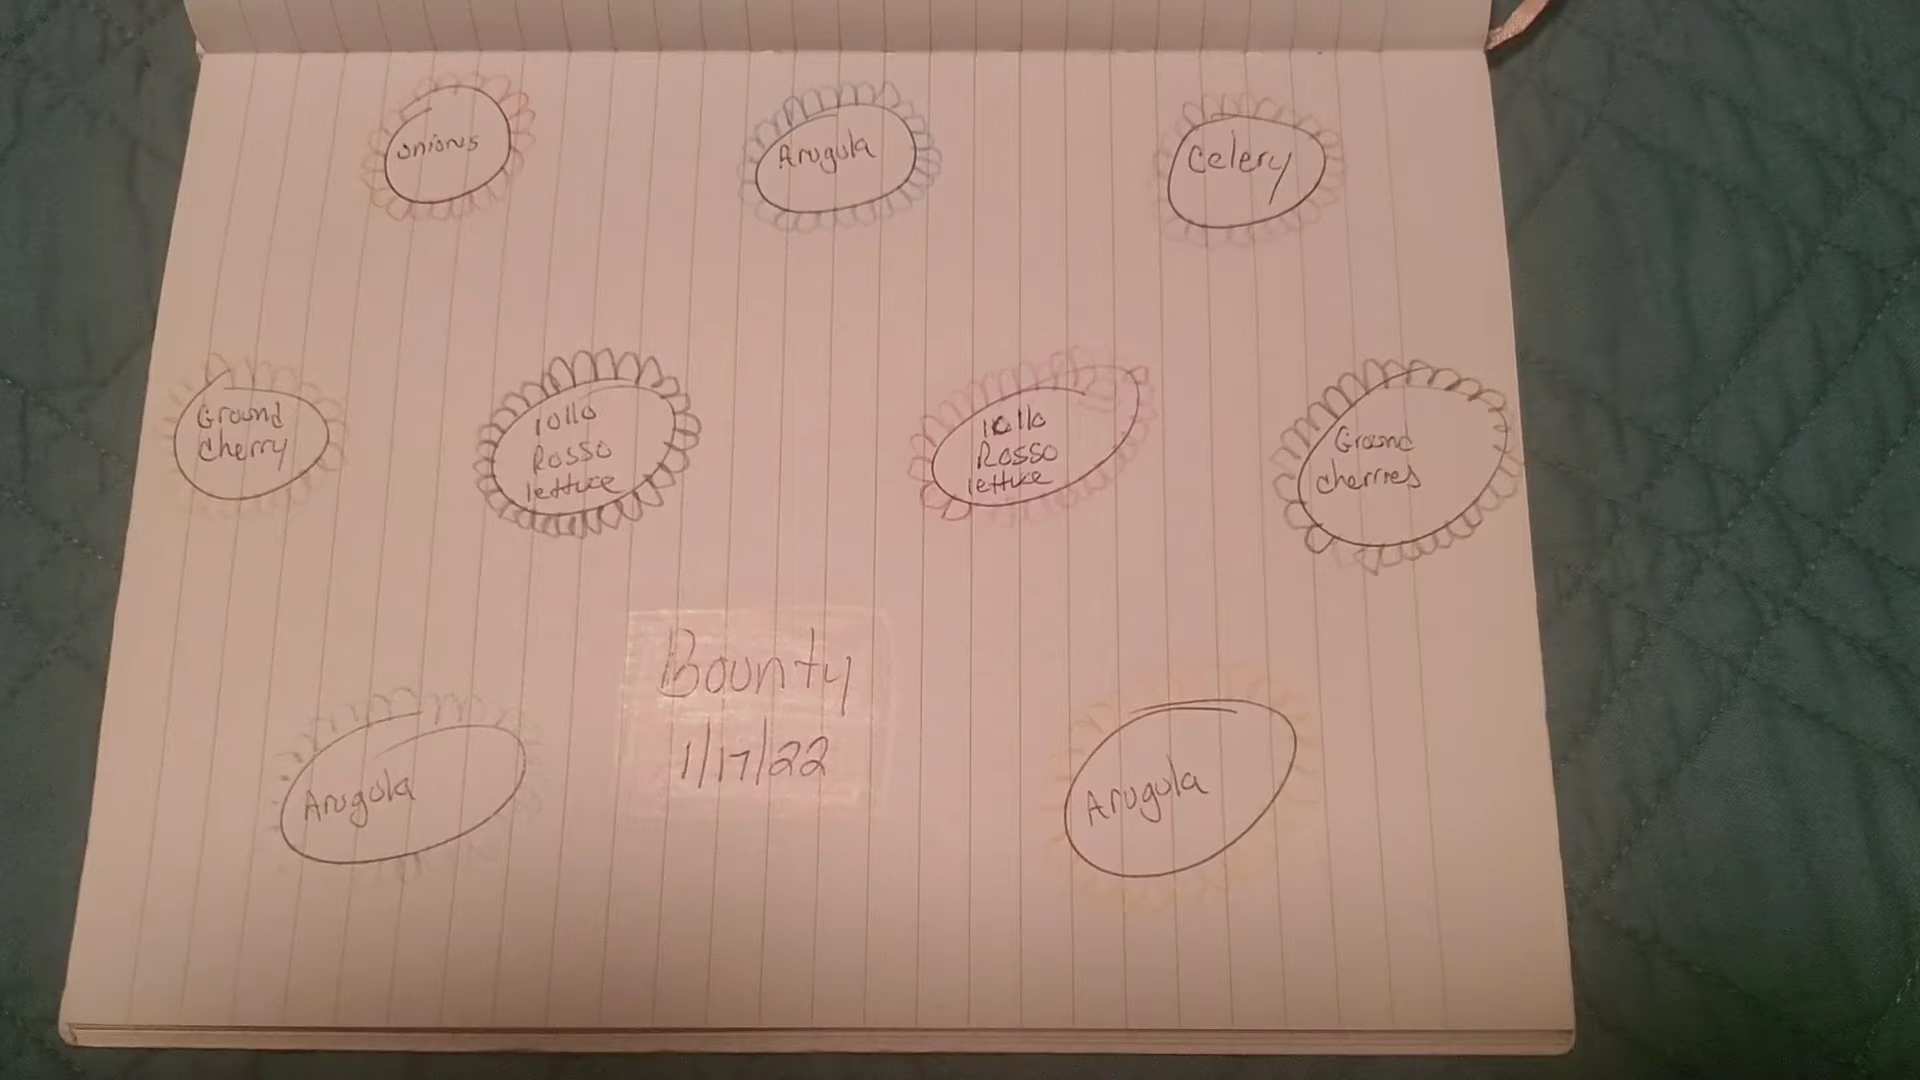 onions
Arugula
Celery
Ground
cherry
lollo
Rosso
lettuce
lollo
Rosso
lettuce
Ground
cherries
Bounty
1/17/22
Arugula
Arugula